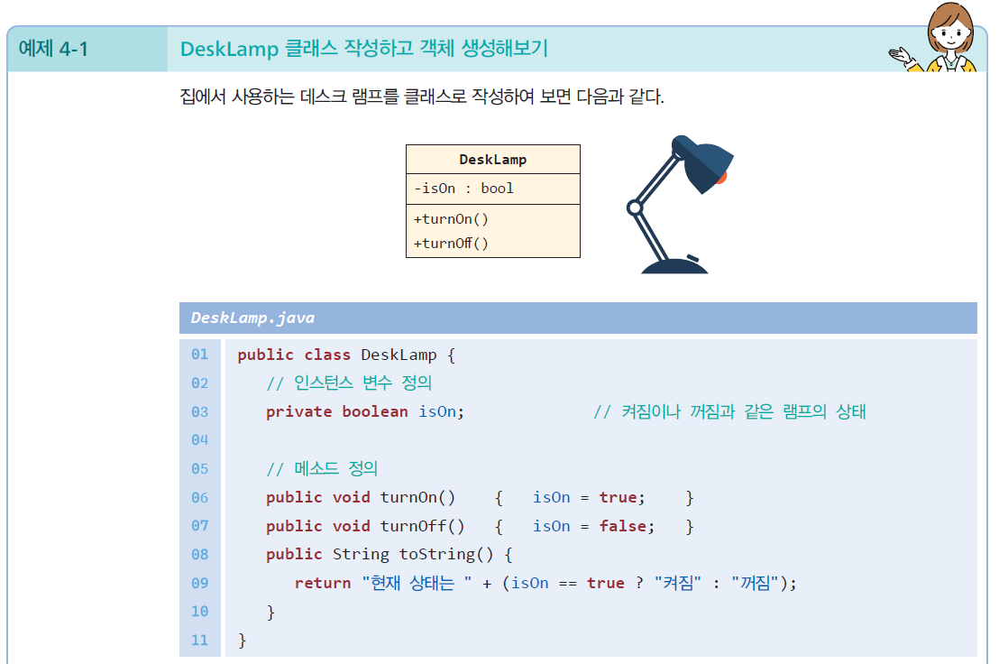 예제 4-1
DeskLamp 클래스 작성하고 객체 생성해보기
집에서 사용하는 데스크 램프를 클래스로 작성하여 보면 다음과 같다.
DeskLamp
-isOn : bool
+turnOn()
+turnOff()
DeskLamp.java
01 public class DeskLamp {
02 // 인스턴스 변수 정의
03 private boolean isOn; // 켜짐이나 꺼짐과 같은 램프의 상태
04
05 // 메소드 정의
06 public void turnOn() { isOn = true; }
07 public void turnOff() { isOn = false; }
08 public String toString() {
09 return "현재 상태는 " + (isOn == true ? "켜짐" : "꺼짐");
10 }
11 }